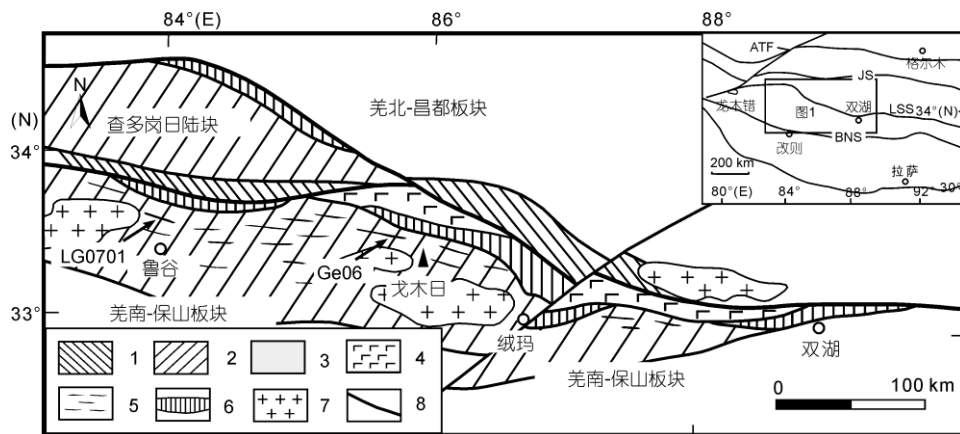 84°(E)
86°
88°
N
(N)
34°
33°
查多岗日陆块
羌北-昌都板块
LG0701
鲁谷
Ge06
戈木日
羌南-保山板块
绒玛
双湖
羌南-保山板块
ATF
格尔木
JS
龙木错
图1
双湖
LSS
34°(N)
BNS
改则
200 km
拉萨
80°(E)
84°
88°
92°
30°
1
2
3
4
5
6
7
8
0
100 km